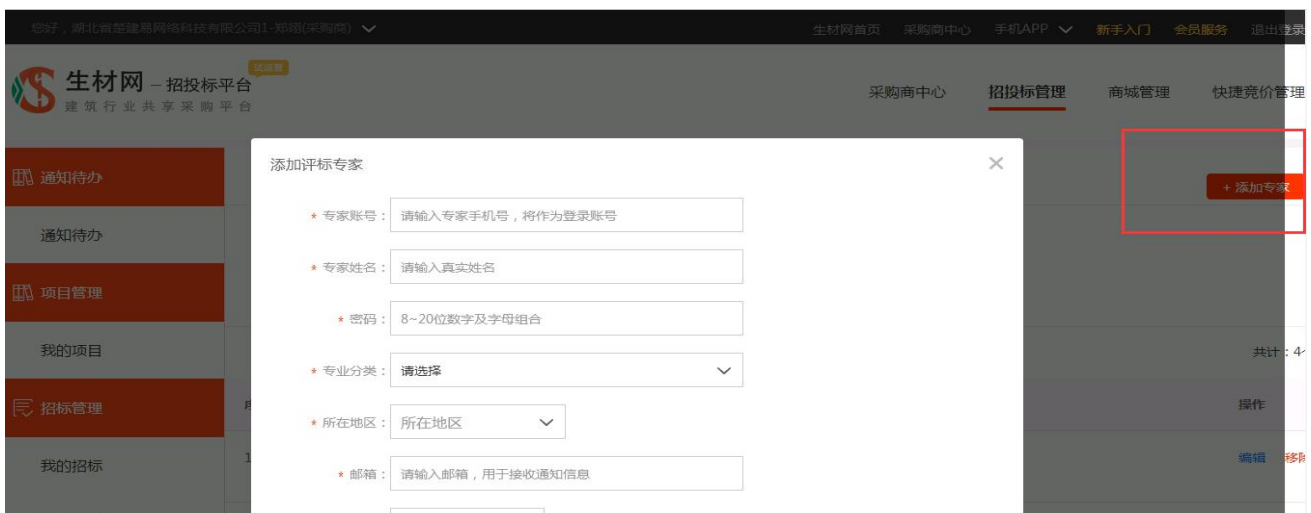 您好，湖北省楚建易网络科技有限公司1-郑翔(采购商) 生材网首页 采购商中心 手机APP 新手入门 会员服务 退出登录
试运营
生材网 – 招投标平台
建筑行业共享采购平台
采购商中心 招投标管理 商城管理 快捷竞价管理
添加评标专家
通知待办
+ 添加专家
* 专家账号： 请输入专家手机号，将作为登录账号
通知待办
* 专家姓名： 请输入真实姓名
项目管理
* 密码： 8~20位数字及字母组合
我的项目
共计：4
* 专业分类： 请选择
招标管理
操作
* 所在地区： 所在地区
我的招标
1
编辑 移除
* 邮箱： 请输入邮箱，用于接收通知信息